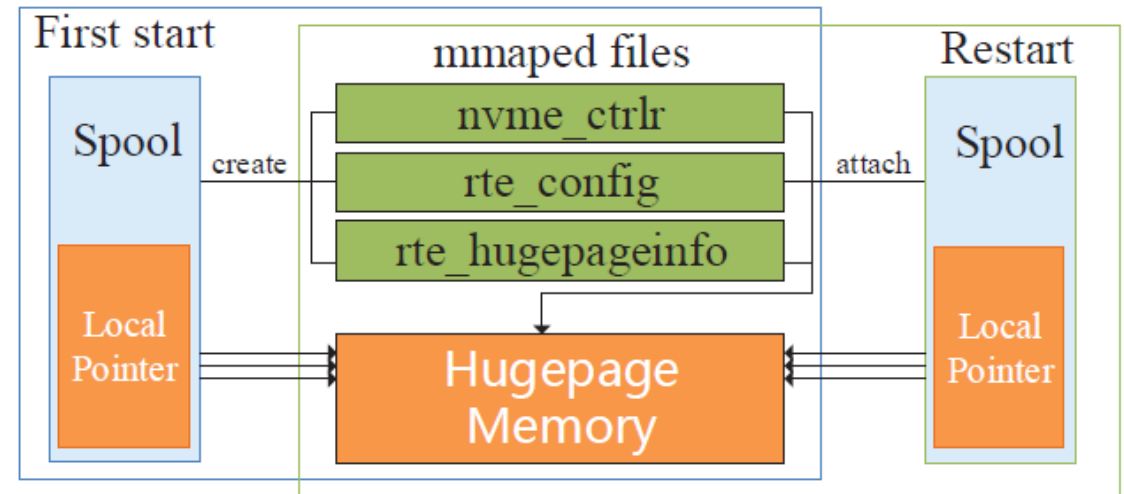 First start
mmaped files
Restart
Spool
create
nvme_ctrlr
rte_config
rte_hugepageinfo
attach
Spool
Local
Pointer
Hugepage
Memory
Local
Pointer